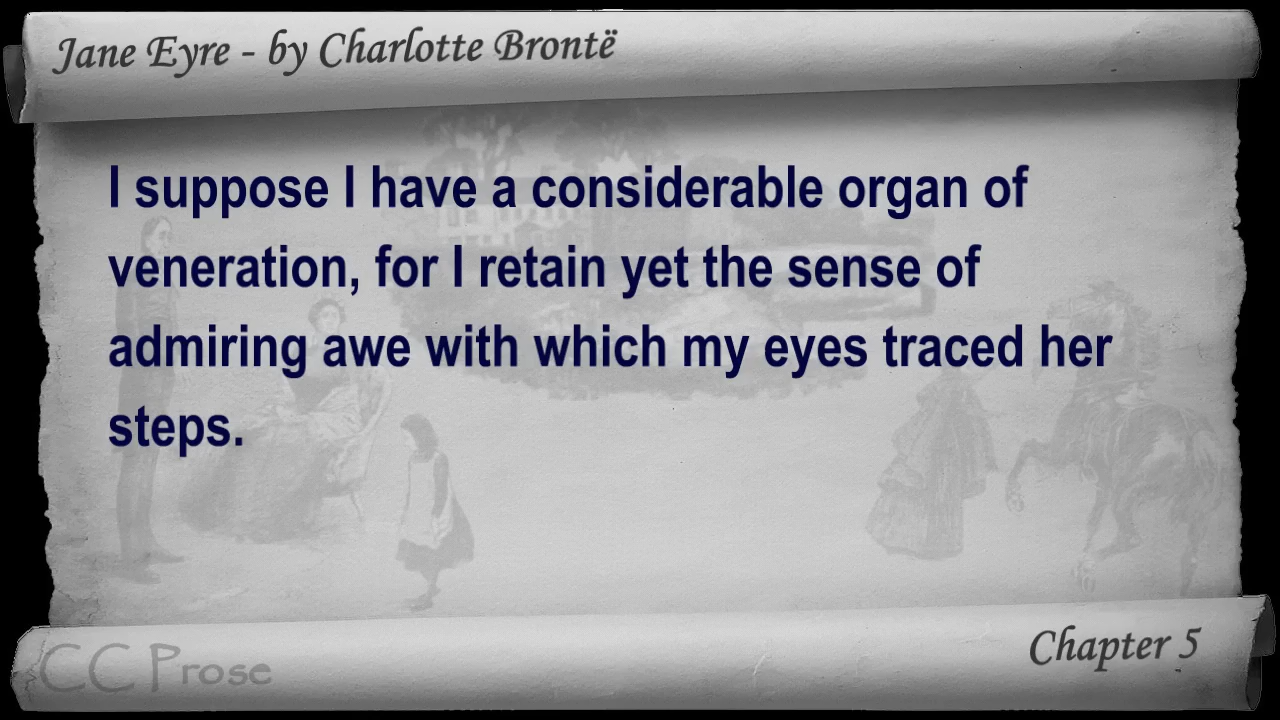 Jane Eyre - by Charlotte Brontë
I suppose I have a considerable organ of
veneration, for I retain yet the sense of
admiring awe with which my eyes traced her
steps.
Chapter 5
CC Prose